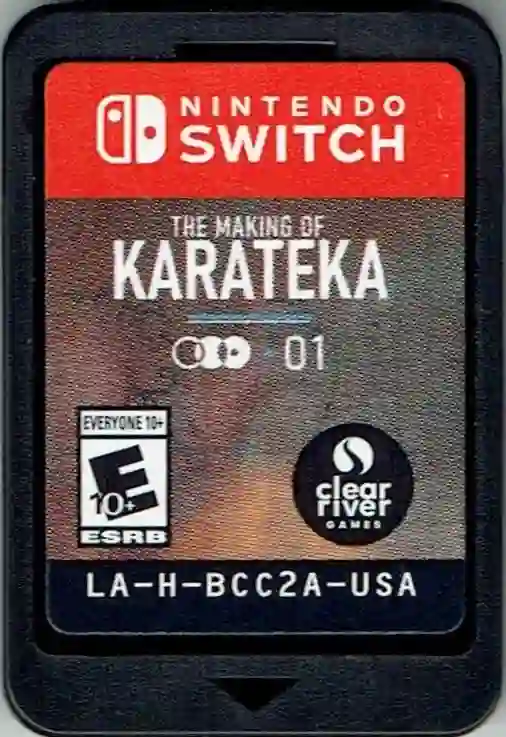 NINTENDO
SWITCH
THE MAKING OF
KARATEKA
01
EVERYONE 10+
E
10+
ESRB
clear
river
GAMES
LA-H-BCC2A-USA